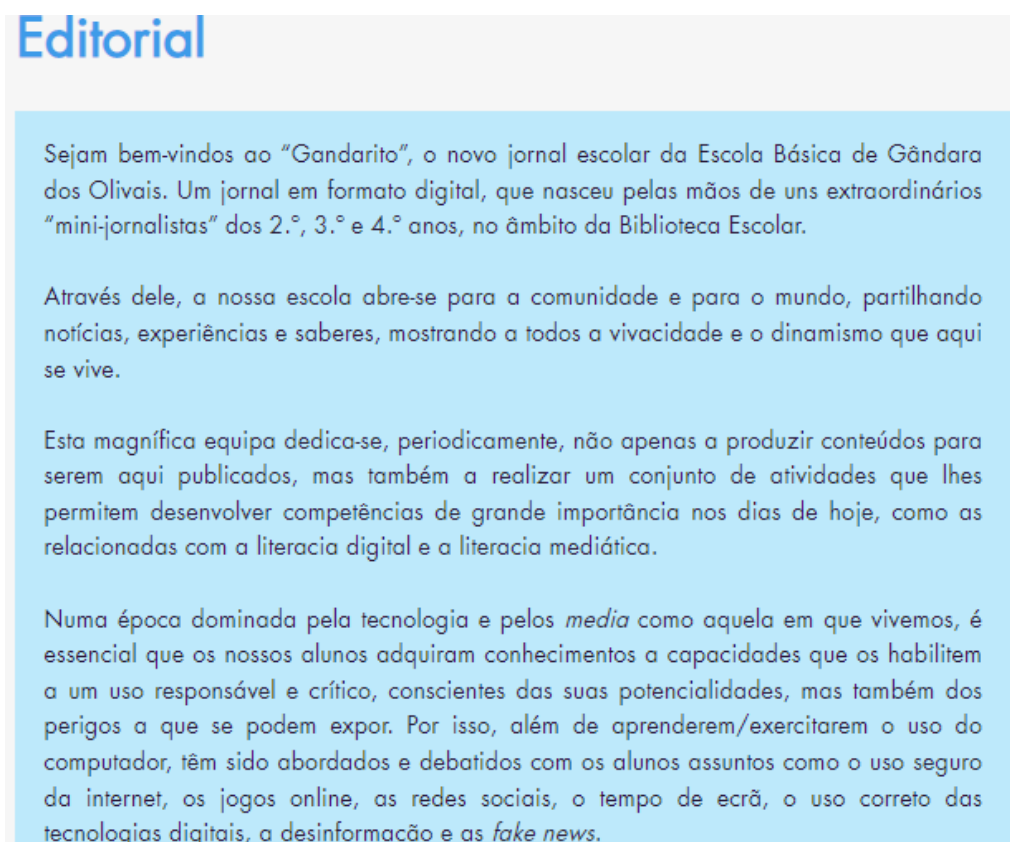 Editorial
Sejam bem-vindos ao “Gandarito”, o novo jornal escolar da Escola Básica de Gândara
dos Olivais. Um jornal em formato digital, que nasceu pelas mãos de uns extraordinários
“mini-jornalistas” dos 2.º, 3.º e 4.º anos, no âmbito da Biblioteca Escolar.
Através dele, a nossa escola abre-se para a comunidade e para o mundo, partilhando
notícias, experiências e saberes, mostrando a todos a vivacidade e o dinamismo que aqui
se vive.
Esta magnífica equipa dedica-se, periodicamente, não apenas a produzir conteúdos para
serem aqui publicados, mas também a realizar um conjunto de atividades que lhes
permitem desenvolver competências de grande importância nos dias de hoje, como as
relacionadas com a literacia digital e a literacia mediática.
Numa época dominada pela tecnologia e pelos media como aquela em que vivemos, é
essencial que os nossos alunos adquiram conhecimentos a capacidades que os habilitem
a um uso responsável e crítico, conscientes das suas potencialidades, mas também dos
perigos a que se podem expor. Por isso, além de aprenderem/exercitarem o uso do
computador, têm sido abordados e debatidos com os alunos assuntos como o uso seguro
da internet, os jogos online, as redes sociais, o tempo de ecrã, o uso correto das
tecnologias digitais, a desinformação e as fake news.